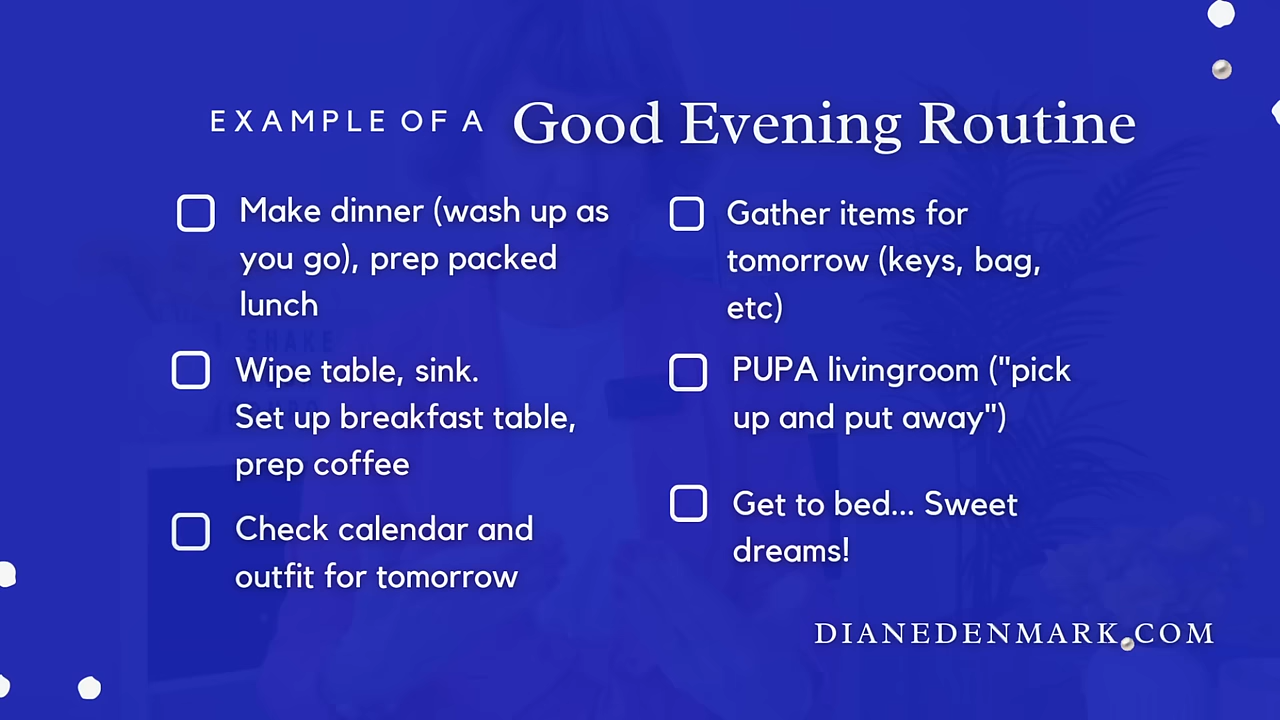 EXAMPLE OF A Good Evening Routine
Make dinner (wash up as
you go), prep packed
lunch
Wipe table, sink.
Set up breakfast table,
prep coffee
Check calendar and
outfit for tomorrow
Gather items for
tomorrow (keys, bag,
etc)
PUPA livingroom ("pick
up and put away")
Get to bed... Sweet
dreams!
DIANEDENMARK.COM
SHAKE